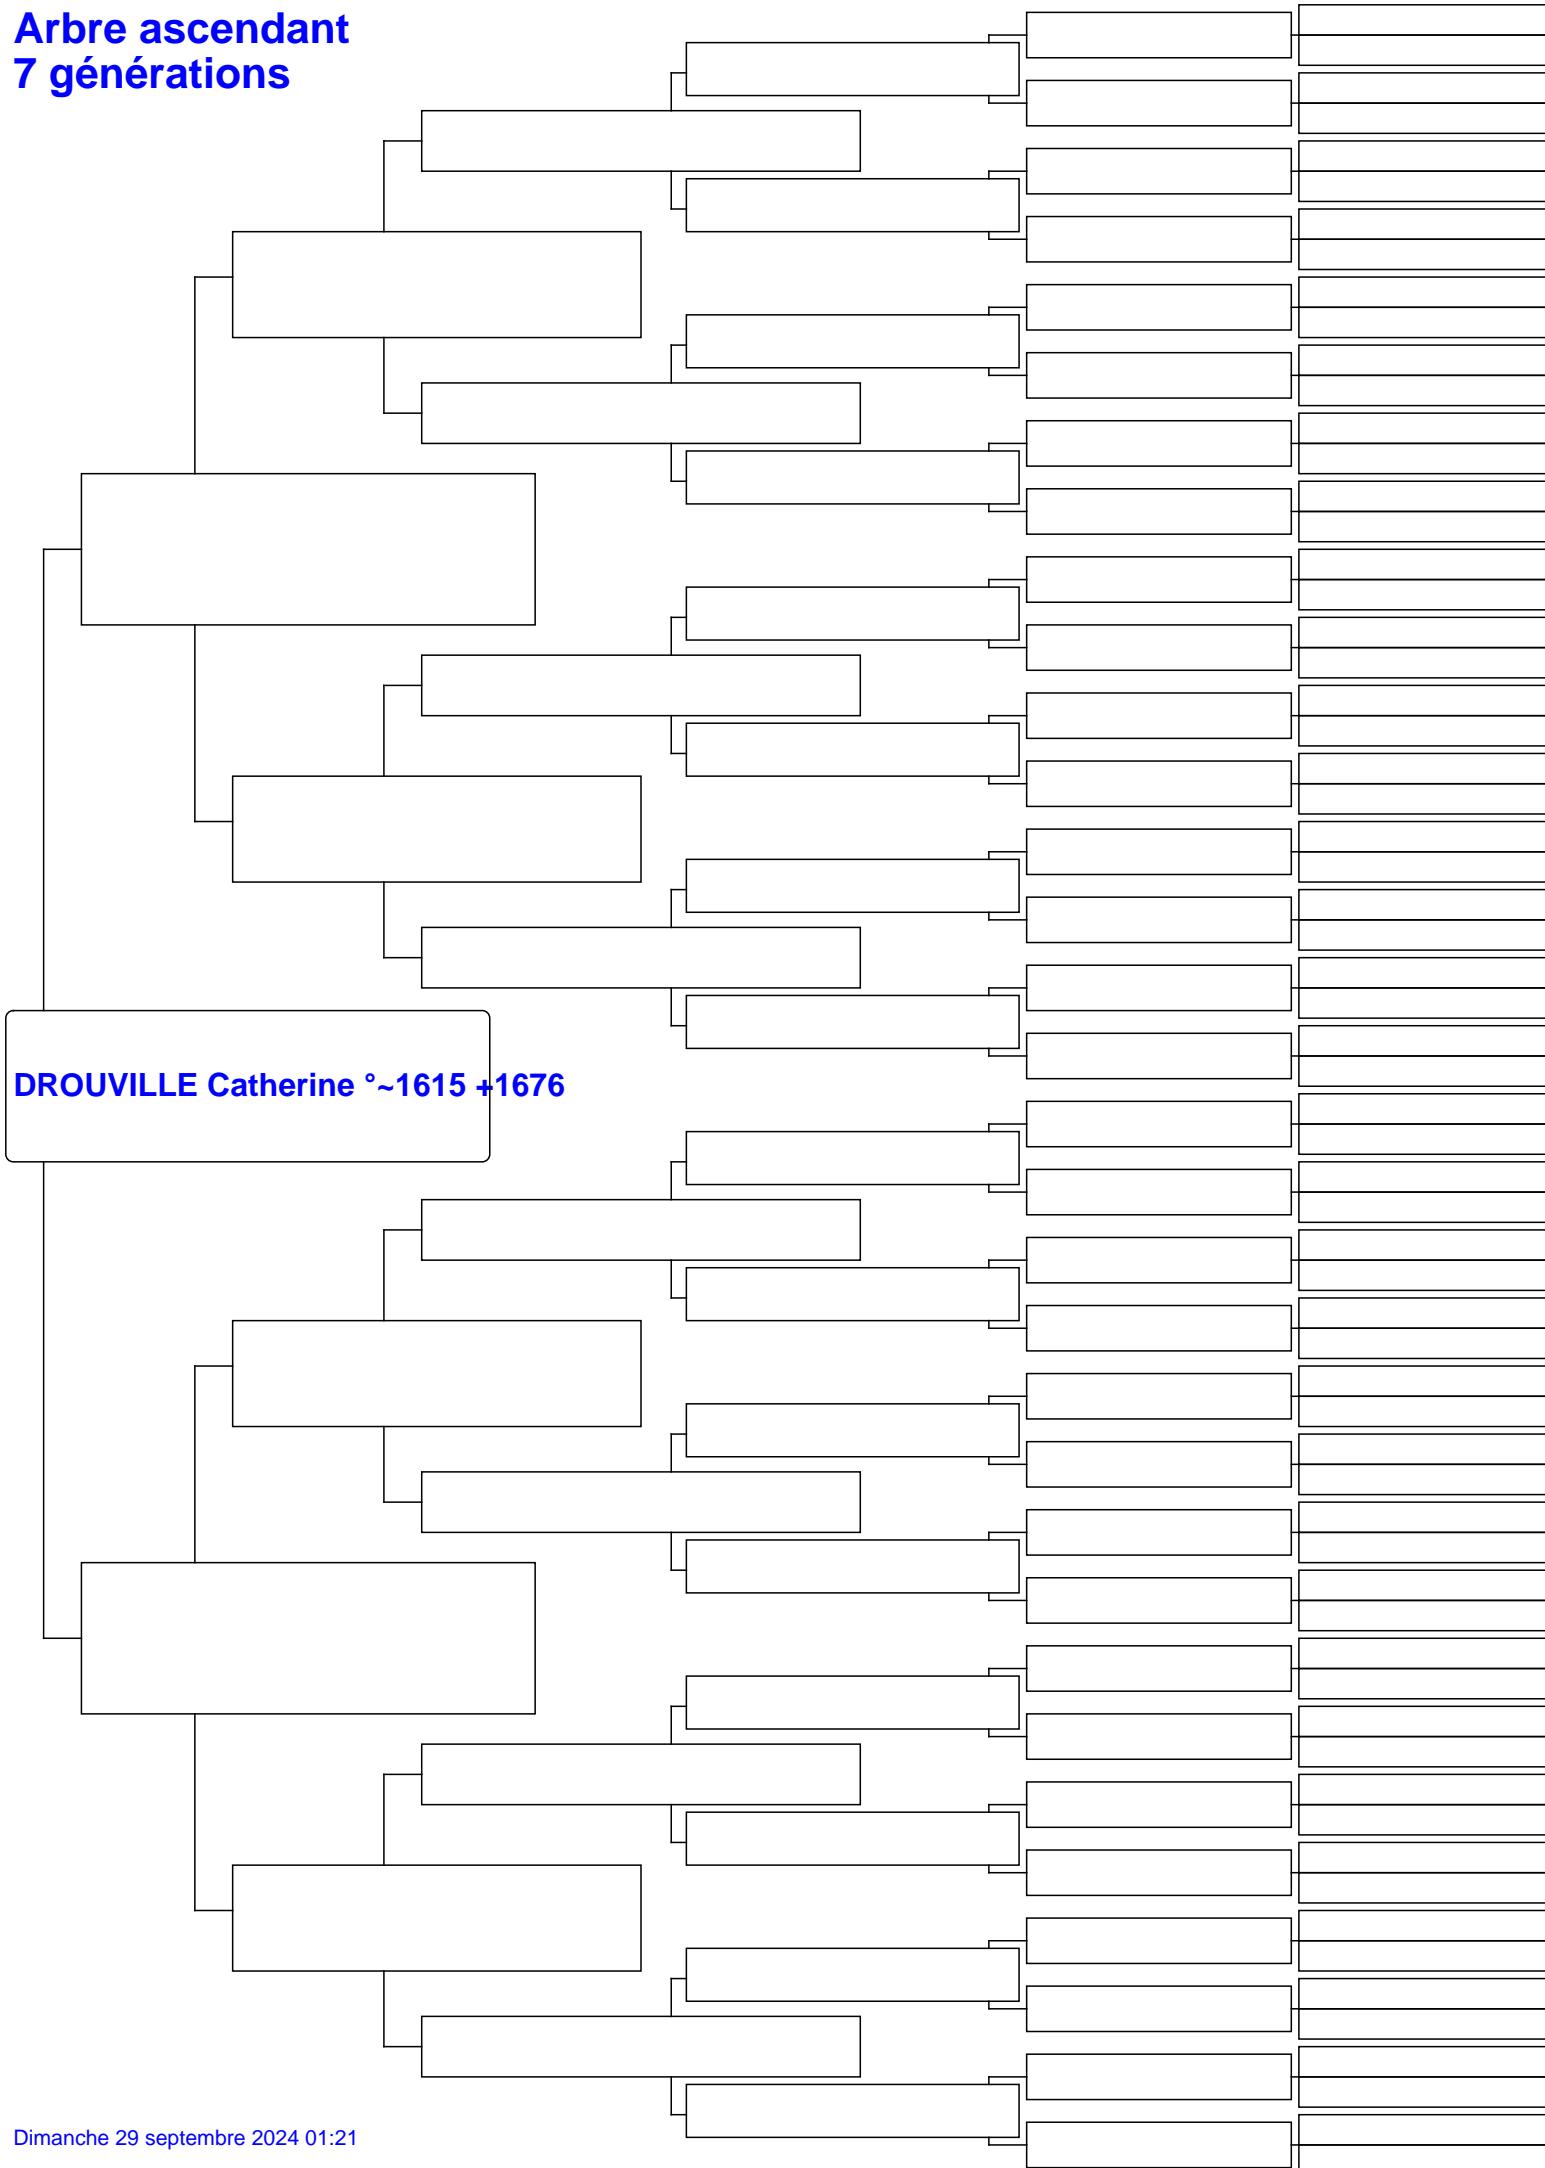 Arbre ascendant
7 générations
DROUVILLE Catherine °~1615 +1676
Dimanche 29 septembre 2024 01:21